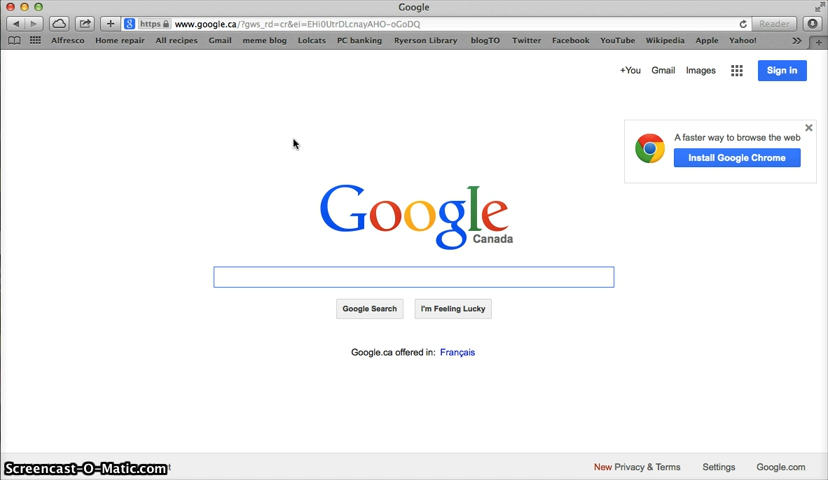 Google
https www.google.ca/?gws_rd=cr&ei=EHi0UtrDLcnayAHO-oGoDQ Reader
Alfresco Home repair All recipes Gmail meme blog Lolcats PC banking Ryerson Library blogTO Twitter Facebook YouTube Wikipedia Apple Yahoo!
+You Gmail Images Sign in
A faster way to browse the web
Install Google Chrome
Google
Canada
Google Search I'm Feeling Lucky
Google.ca offered in: Français
Screencast-O-Matic.com New Privacy & Terms Settings Google.com